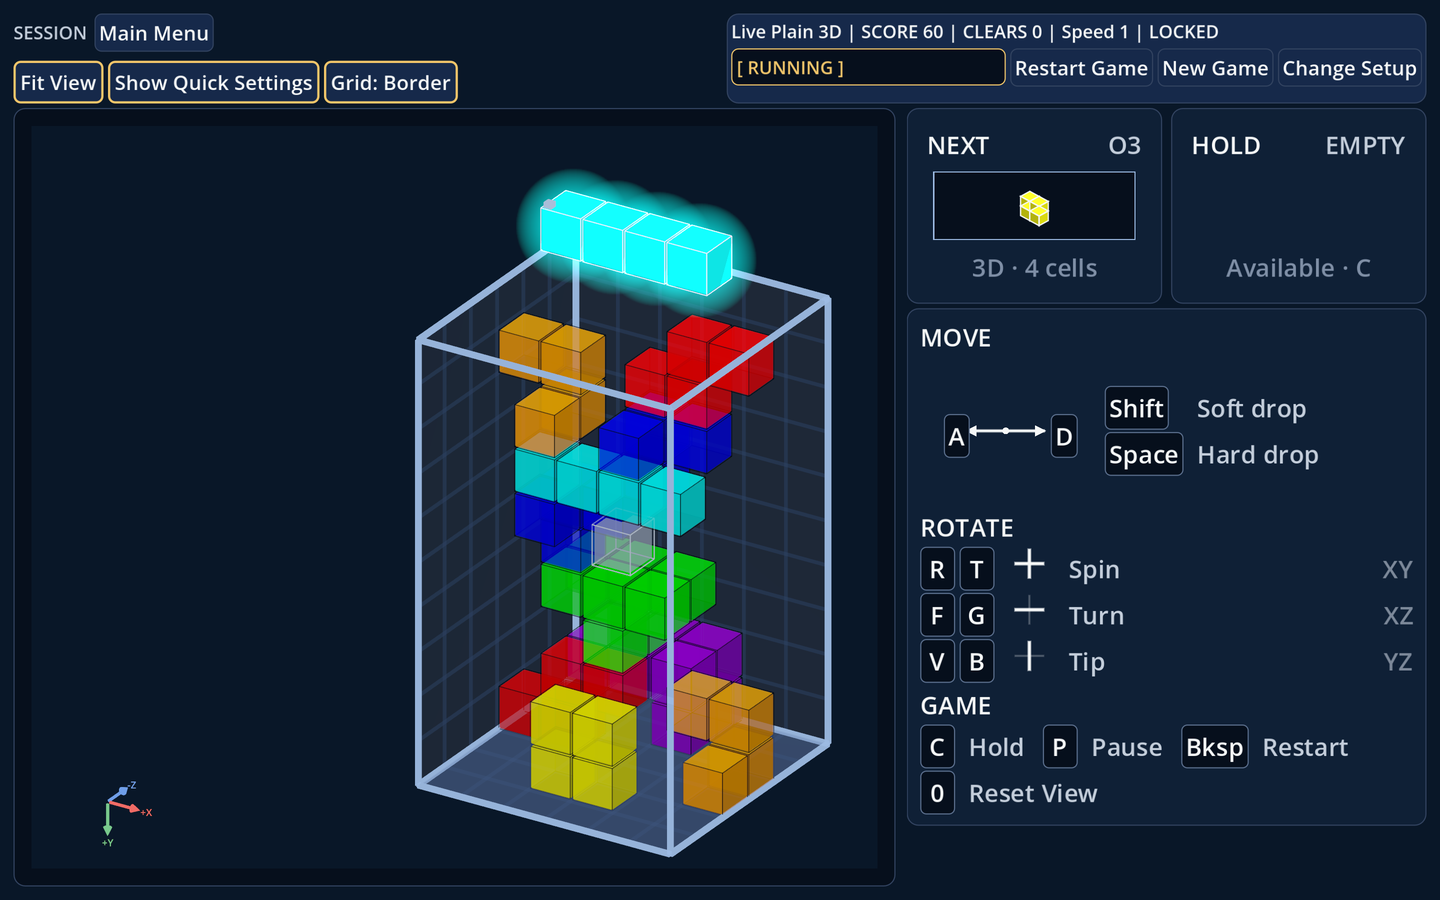 SESSION Main Menu
Live Plain 3D | SCORE 60 | CLEARS 0 | Speed 1 | LOCKED
[ RUNNING ] Restart Game New Game Change Setup
Fit View Show Quick Settings Grid: Border
NEXT O3
3D · 4 cells
HOLD EMPTY
Available · C
MOVE
A D
Shift Soft drop
Space Hard drop
ROTATE
R T Spin XY
F G Turn XZ
V B Tip YZ
GAME
C Hold P Pause Bksp Restart
0 Reset View
-Z
+X
+Y